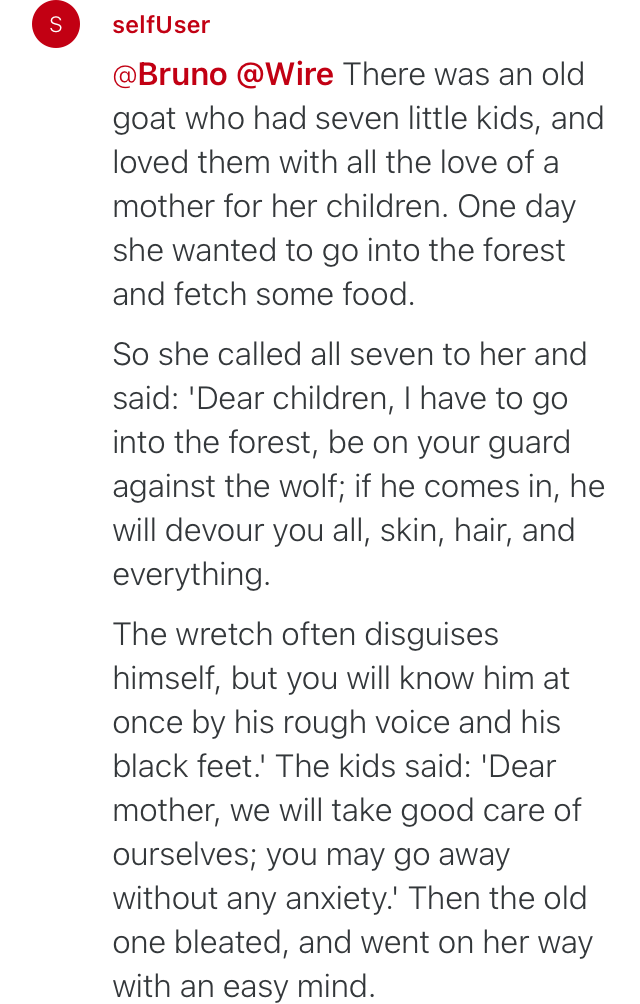 S
selfUser
@Bruno @Wire There was an old
goat who had seven little kids, and
loved them with all the love of a
mother for her children. One day
she wanted to go into the forest
and fetch some food.
So she called all seven to her and
said: 'Dear children, I have to go
into the forest, be on your guard
against the wolf; if he comes in, he
will devour you all, skin, hair, and
everything.
The wretch often disguises
himself, but you will know him at
once by his rough voice and his
black feet.' The kids said: 'Dear
mother, we will take good care of
ourselves; you may go away
without any anxiety.' Then the old
one bleated, and went on her way
with an easy mind.